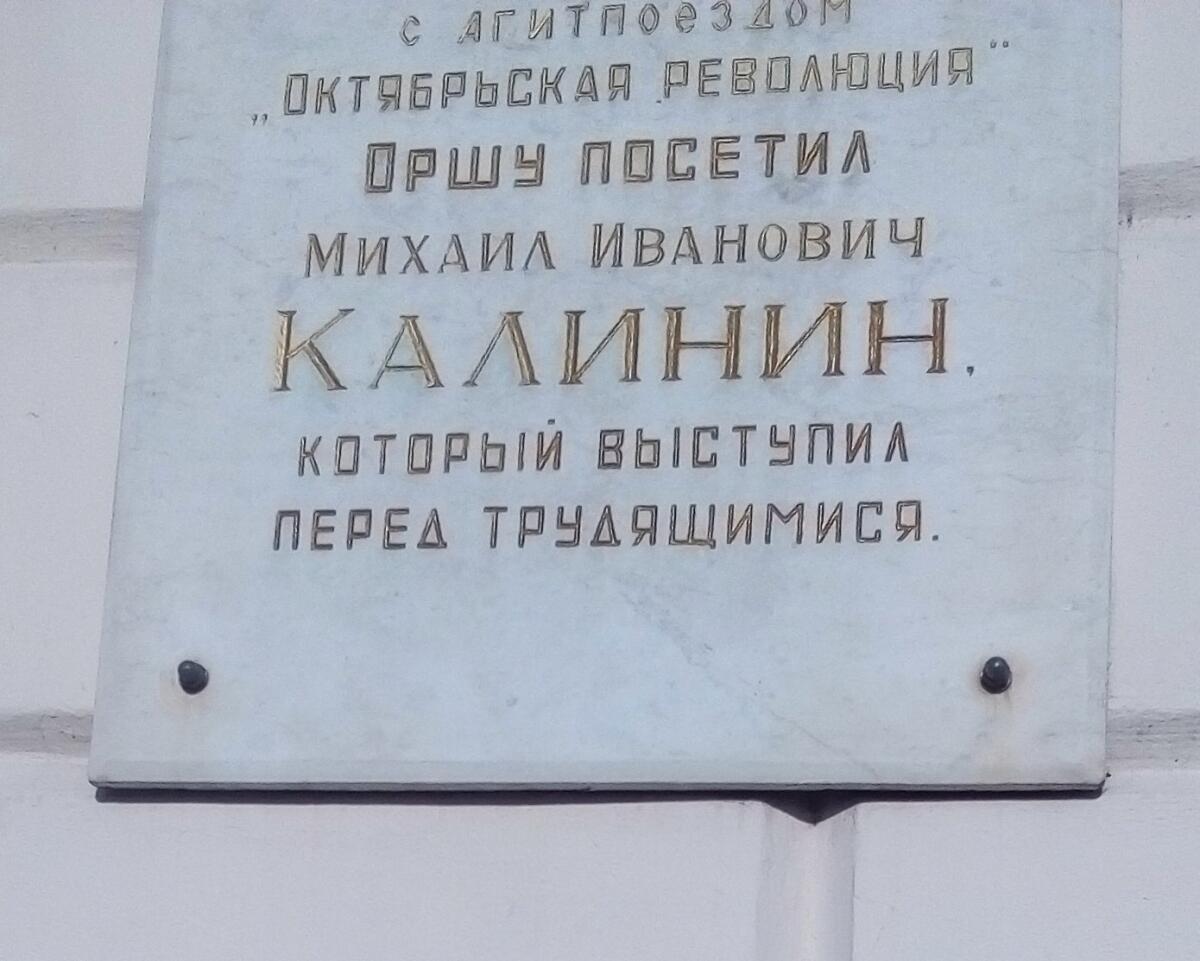 с агитпоездом
„Октябрьская революция“
Оршу посетил
Михаил Иванович
КАЛИНИН,
который выступил
перед трудящимися.